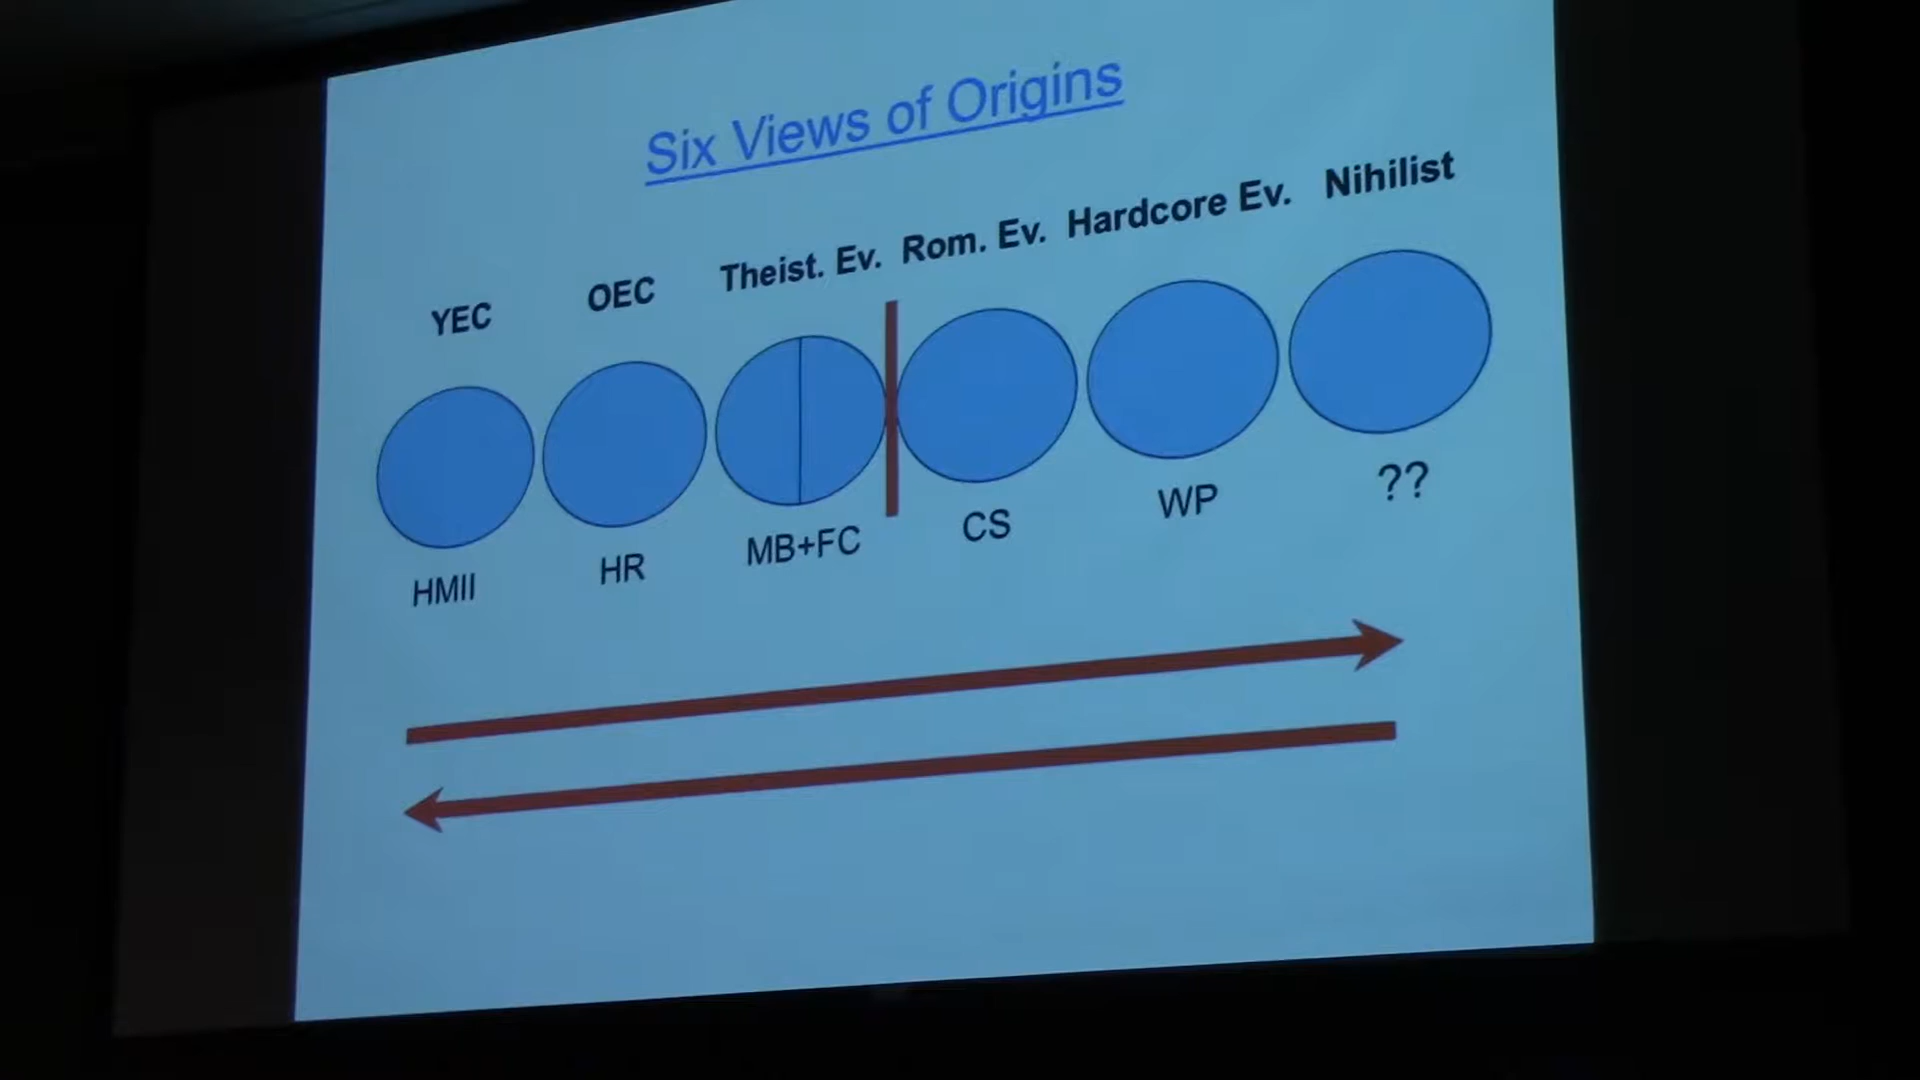 Six Views of Origins
YEC OEC Theist. Ev. Rom. Ev. Hardcore Ev. Nihilist
HMII HR MB+FC CS WP ??